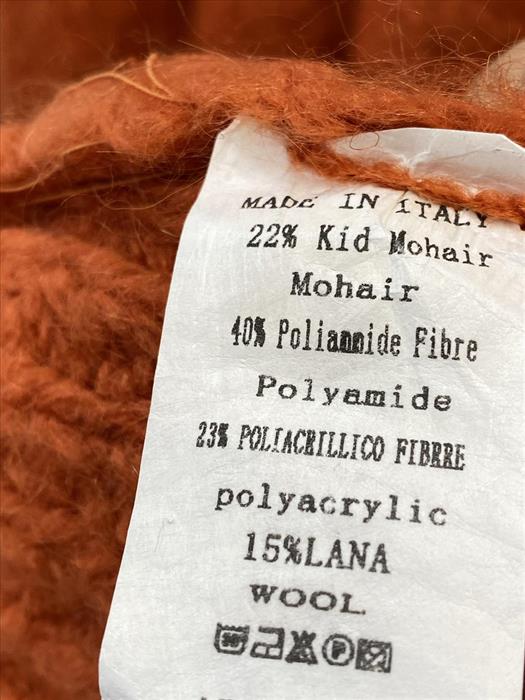 MADE IN ITALY
22% Kid Mohair
Mohair
40% Poliammide Fibre
Polyamide
23% POLIACRILLICO FIBRRE
polyacrylic
15%LANA
WOOL
P